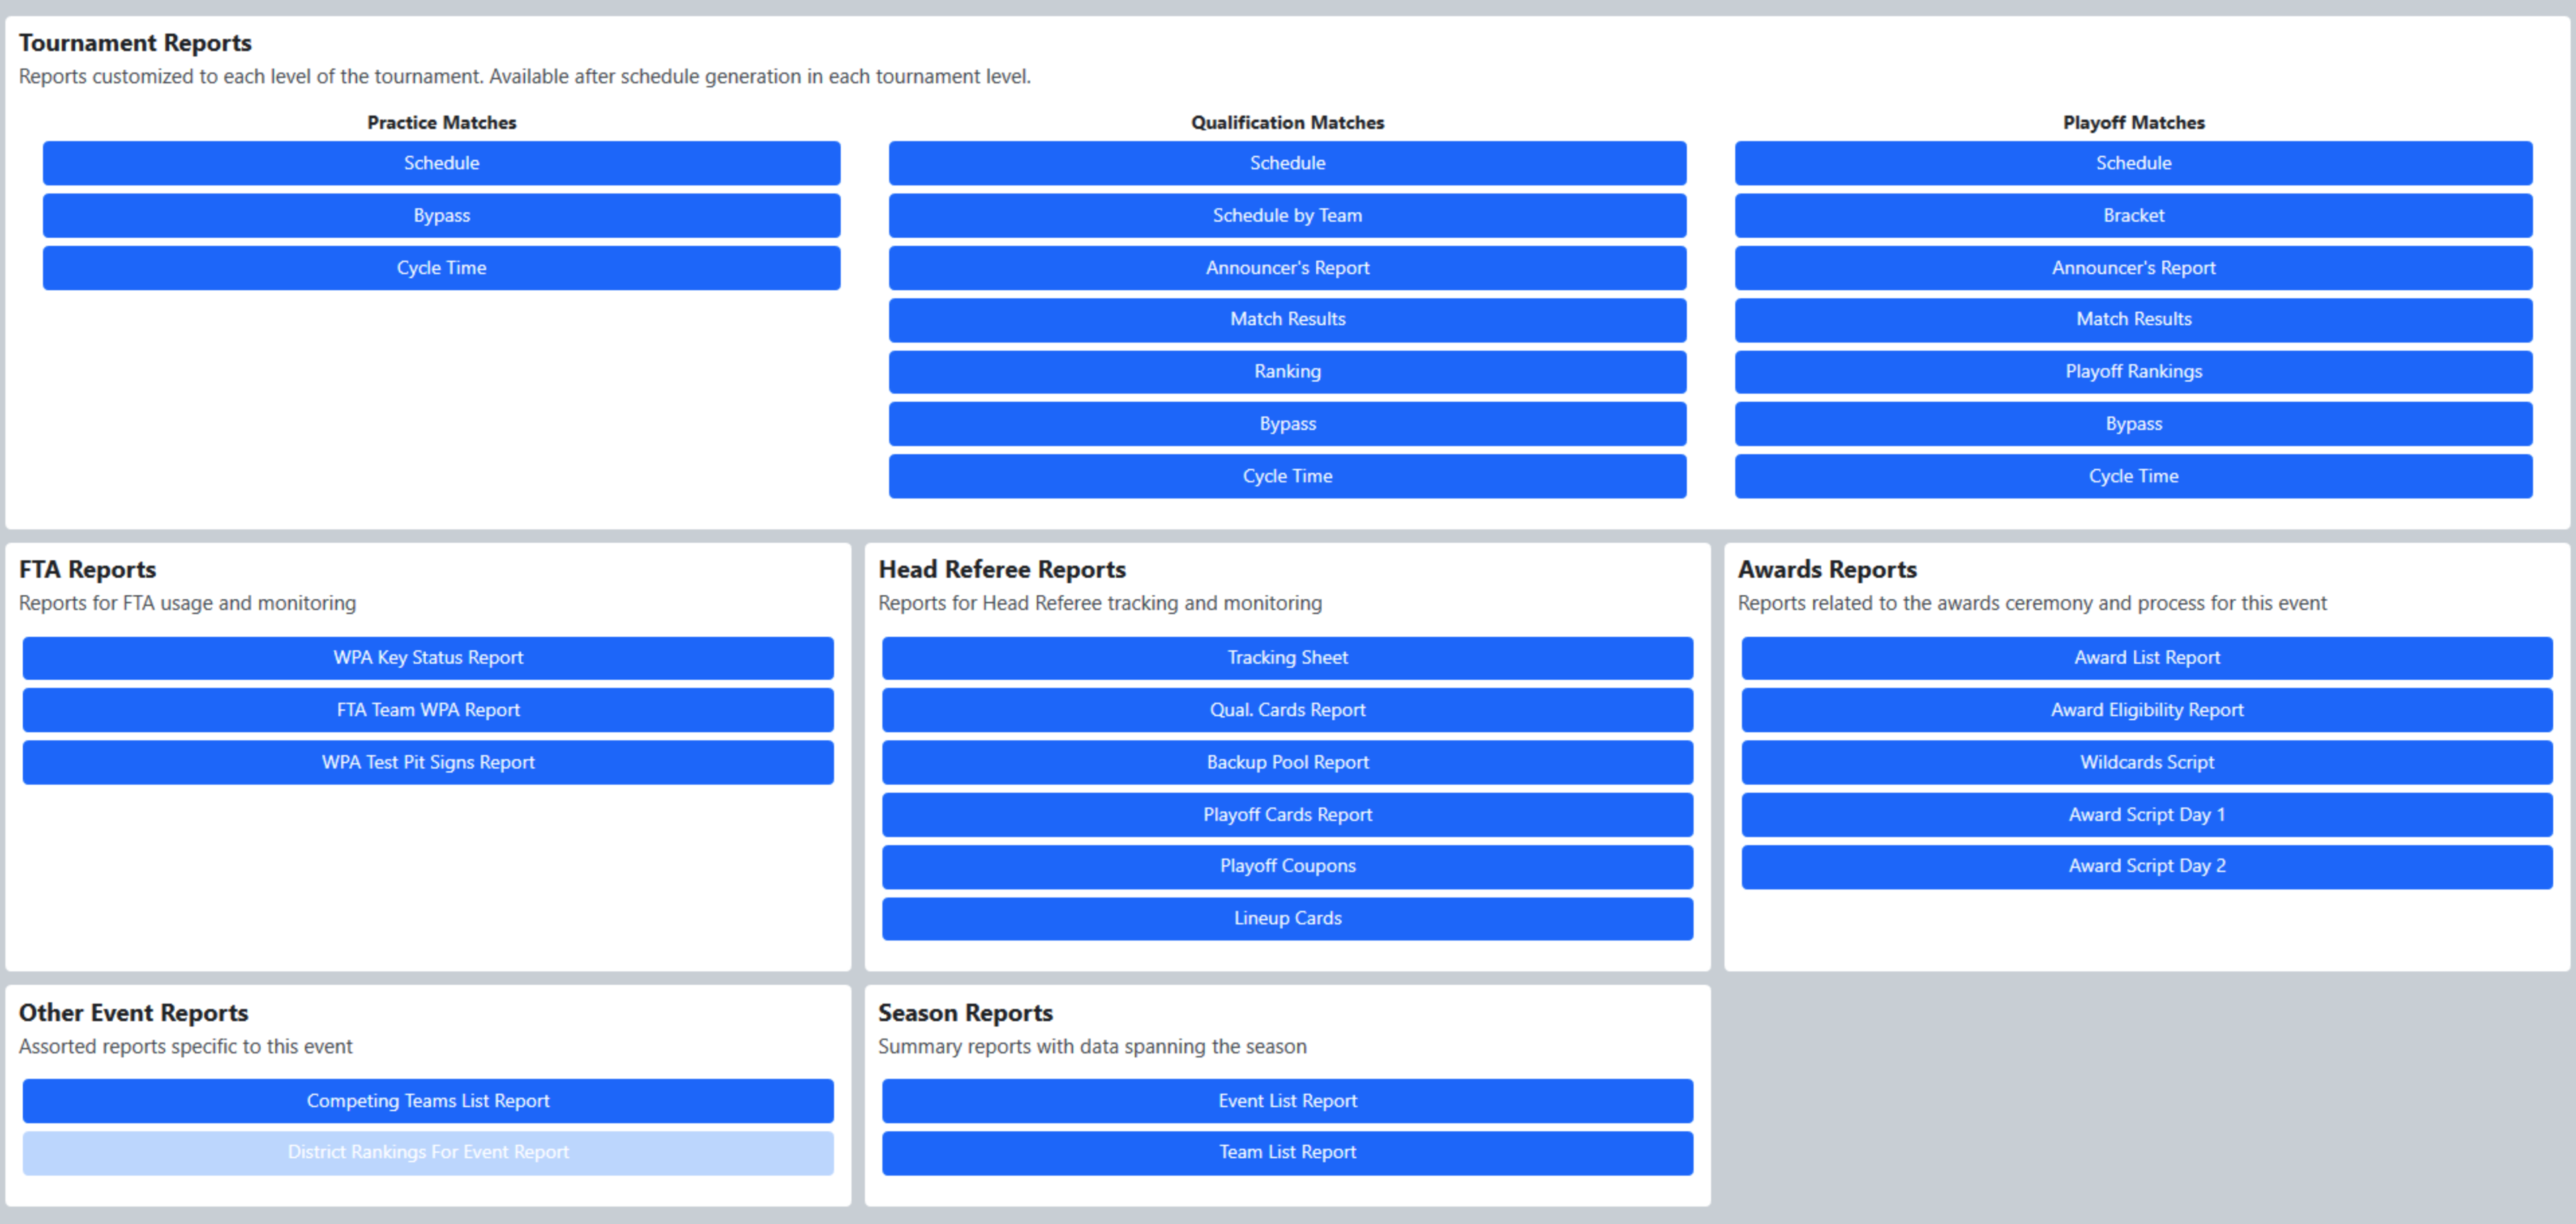 Tournament Reports
Reports customized to each level of the tournament. Available after schedule generation in each tournament level.
Practice Matches
Schedule
Bypass
Cycle Time
Qualification Matches
Schedule
Schedule by Team
Announcer's Report
Match Results
Ranking
Bypass
Cycle Time
Playoff Matches
Schedule
Bracket
Announcer's Report
Match Results
Playoff Rankings
Bypass
Cycle Time
FTA Reports
Reports for FTA usage and monitoring
WPA Key Status Report
FTA Team WPA Report
WPA Test Pit Signs Report
Head Referee Reports
Reports for Head Referee tracking and monitoring
Tracking Sheet
Qual. Cards Report
Backup Pool Report
Playoff Cards Report
Playoff Coupons
Lineup Cards
Awards Reports
Reports related to the awards ceremony and process for this event
Award List Report
Award Eligibility Report
Wildcards Script
Award Script Day 1
Award Script Day 2
Other Event Reports
Assorted reports specific to this event
Competing Teams List Report
District Rankings For Event Report
Season Reports
Summary reports with data spanning the season
Event List Report
Team List Report